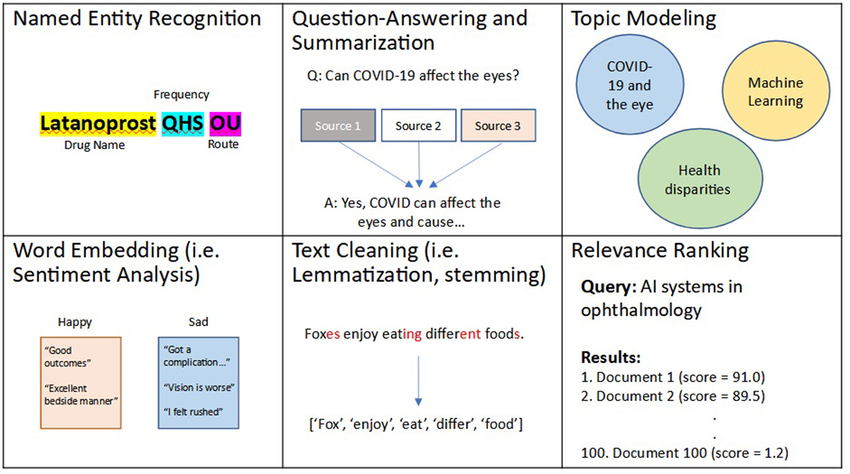 Named Entity Recognition
Frequency
Latanoprost QHS OU
Drug Name
Route
Question-Answering and
Summarization
Q: Can COVID-19 affect the eyes?
Source 1
Source 2
Source 3
A: Yes, COVID can affect the
eyes and cause…
Topic Modeling
COVID-
19 and
the eye
Machine
Learning
Health
disparities
Word Embedding (i.e.
Sentiment Analysis)
Happy
“Good
outcomes”
“Excellent
bedside manner”
Sad
“Got a
complication…”
“Vision is worse”
“I felt rushed”
Text Cleaning (i.e.
Lemmatization, stemming)
Foxes enjoy eating different foods.
[‘Fox’, ‘enjoy’, ‘eat’, ‘differ’, ‘food’]
Relevance Ranking
Query: AI systems in
ophthalmology
Results:
1. Document 1 (score = 91.0)
2. Document 2 (score = 89.5)
.
.
100. Document 100 (score = 1.2)